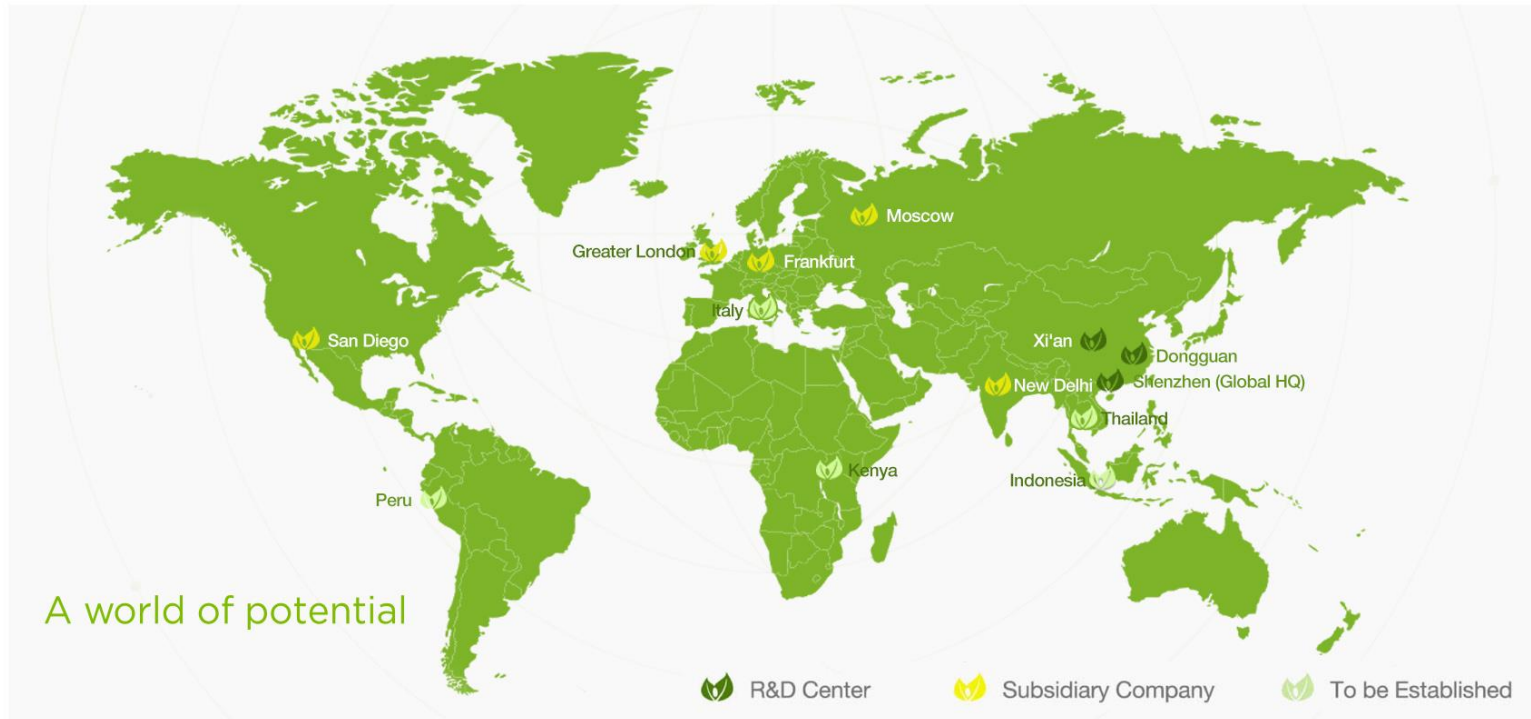 Moscow
Greater London
Frankfurt
Italy
San Diego
Xi'an
Dongguan
New Delhi
Shenzhen (Global HQ)
Thailand
Kenya
Indonesia
Peru
A world of potential
R&D Center
Subsidiary Company
To be Established